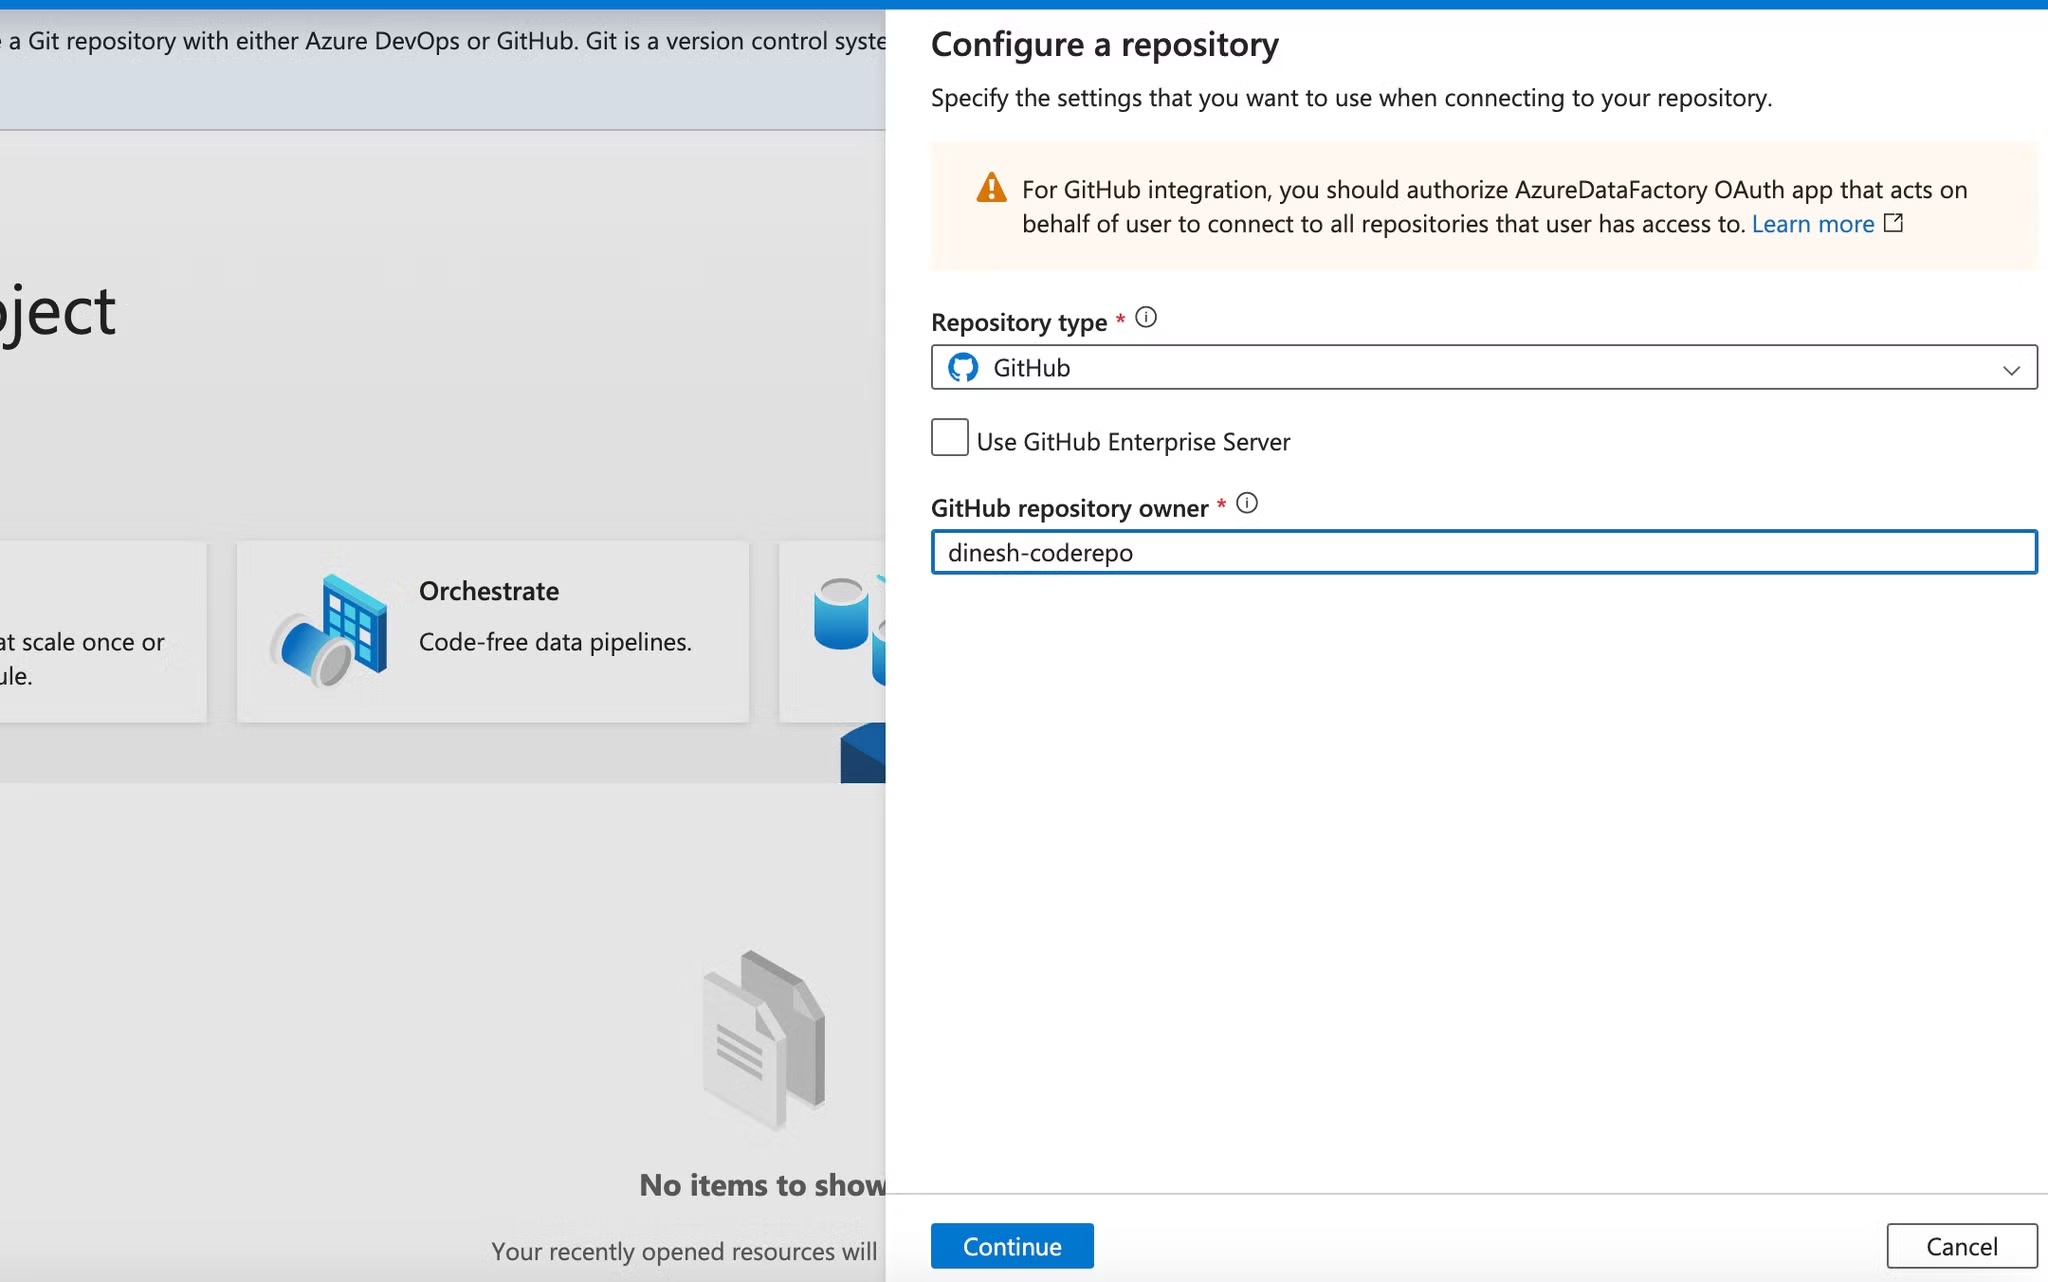 a Git repository with either Azure DevOps or GitHub. Git is a version control syste
oject
at scale once or
ule.
Orchestrate
Code-free data pipelines.
No items to show
Your recently opened resources will
Configure a repository
Specify the settings that you want to use when connecting to your repository.
For GitHub integration, you should authorize AzureDataFactory OAuth app that acts on
behalf of user to connect to all repositories that user has access to. Learn more
Repository type *
GitHub
Use GitHub Enterprise Server
GitHub repository owner *
dinesh-coderepo
Continue
Cancel